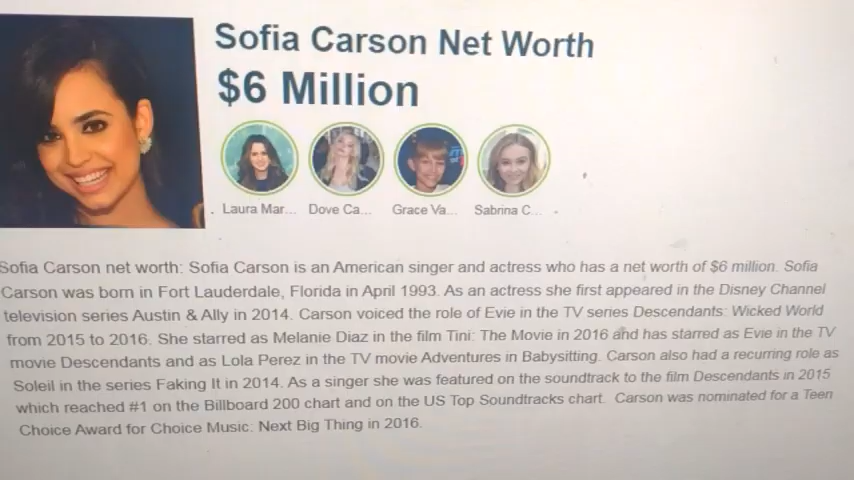 Sofia Carson Net Worth
$6 Million
Laura Mar... Dove Ca... Grace Va... Sabrina C...
Sofia Carson net worth: Sofia Carson is an American singer and actress who has a net worth of $6 million. Sofia
Carson was born in Fort Lauderdale, Florida in April 1993. As an actress she first appeared in the Disney Channel
television series Austin & Ally in 2014. Carson voiced the role of Evie in the TV series Descendants: Wicked World
from 2015 to 2016. She starred as Melanie Diaz in the film Tini: The Movie in 2016 and has starred as Evie in the TV
movie Descendants and as Lola Perez in the TV movie Adventures in Babysitting. Carson also had a recurring role as
Soleil in the series Faking It in 2014. As a singer she was featured on the soundtrack to the film Descendants in 2015
which reached #1 on the Billboard 200 chart and on the US Top Soundtracks chart. Carson was nominated for a Teen
Choice Award for Choice Music: Next Big Thing in 2016.